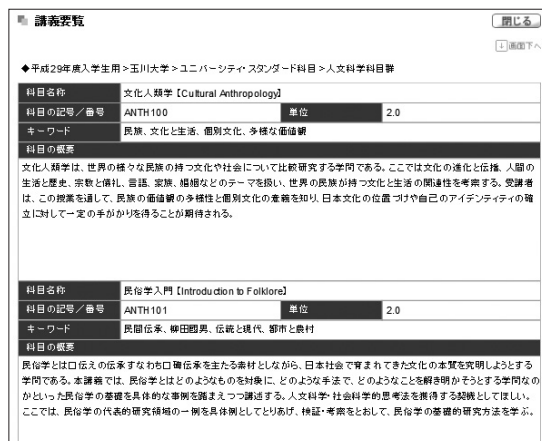 講義要覧
閉じる
↓画面下へ
◆平成29年度入学生用>玉川大学>ユニバーシティ・スタンダード科目>人文科学科目群
科目名称 文化人類学【Cultural Anthropology】
科目の記号/番号 ANTH100 単位 2.0
キーワード 民族、文化と生活、個別文化、多様な価値観
科目の概要
文化人類学は、世界の様々な民族の持つ文化や社会について比較研究する学問である。ここでは文化の進化と伝播、人間の
生活と歴史、宗教と儀礼、言語、家族、婚姻などのテーマを扱い、世界の民族が持つ文化と生活の関連性を考察する。受講者
は、この授業を通して、民族の価値観の多様性と個別文化の意義を知り、日本文化の位置づけや自己のアイデンティティの確
立に対して一定の手がかりを得ることが期待される。
科目名称 民俗学入門【Introduction to Folklore】
科目の記号/番号 ANTH101 単位 2.0
キーワード 民間伝承、柳田國男、伝統と現代、都市と農村
科目の概要
民俗学とは口伝えの伝承すなわち口碑伝承を主たる素材としながら、日本社会で育まれてきた文化の本質を究明しようとする
学問である。本講義では、民俗学とはどのようなものを対象に、どのような手法で、どのようなことを解き明かそうとする学問なの
かといった民俗学の基礎を具体的な事例を踏まえつつ講述する。人文科学・社会科学的思考法を獲得する契機としてほしい。
ここでは、民俗学の代表的研究領域の一例を具体例としてとりあげ、検証・考察をとおして、民俗学の基礎的研究方法を学ぶ。